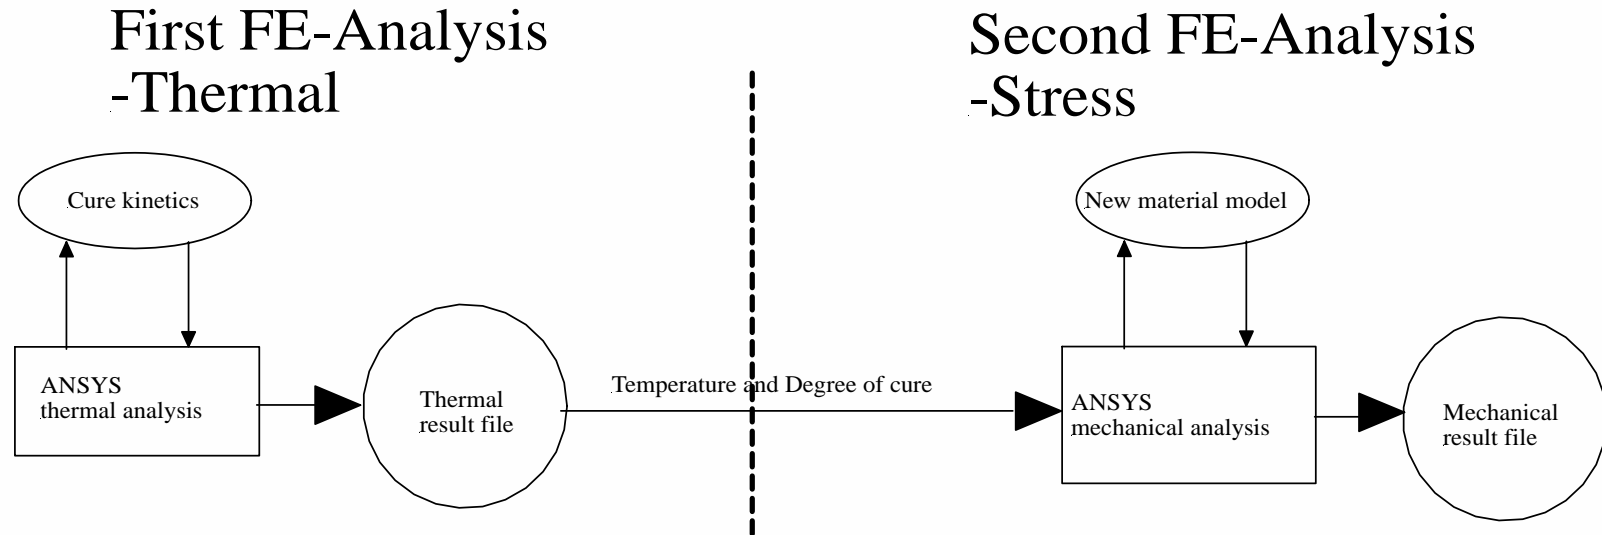 First FE-Analysis
-Thermal
Second FE-Analysis
-Stress
Cure kinetics
New material model
ANSYS
thermal analysis
Thermal
result file
Temperature and Degree of cure
ANSYS
mechanical analysis
Mechanical
result file